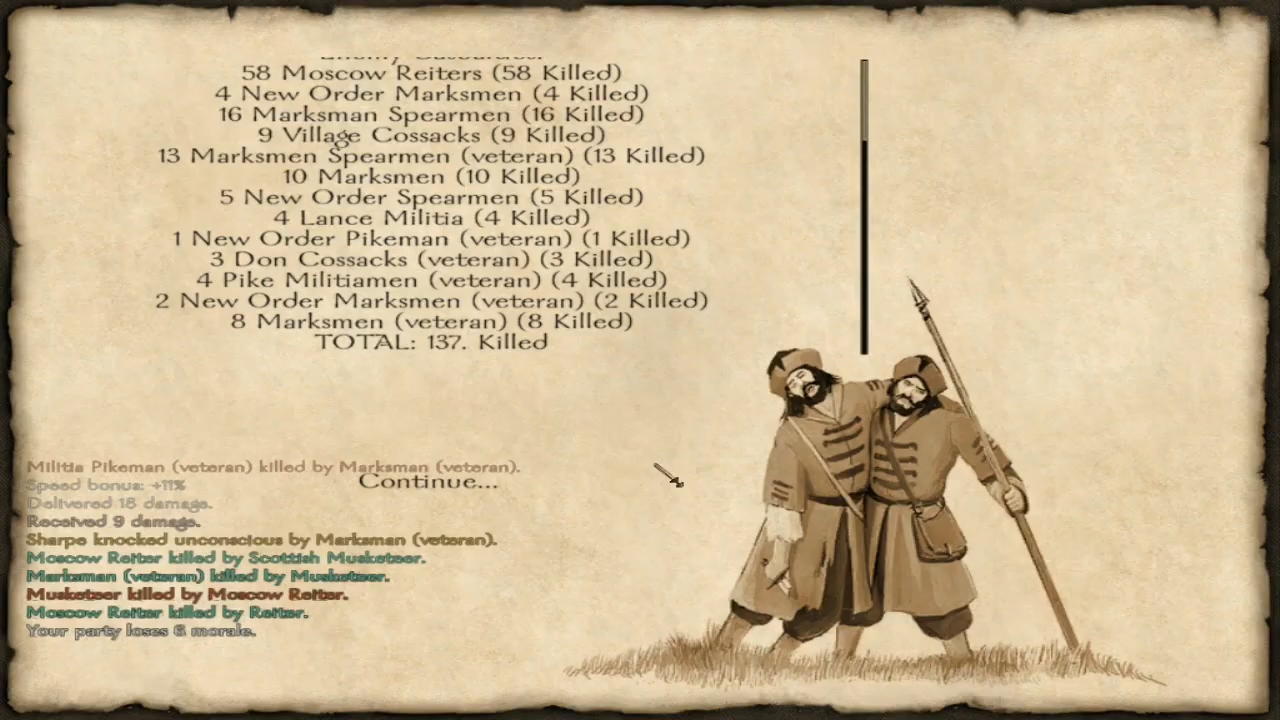 58 Moscow Reiters (58 Killed)
4 New Order Marksmen (4 Killed)
16 Marksman Spearmen (16 Killed)
9 Village Cossacks (9 Killed)
13 Marksmen Spearmen (veteran) (13 Killed)
10 Marksmen (10 Killed)
5 New Order Spearmen (5 Killed)
4 Lance Militia (4 Killed)
1 New Order Pikeman (veteran) (1 Killed)
3 Don Cossacks (veteran) (3 Killed)
4 Pike Militiamen (veteran) (4 Killed)
2 New Order Marksmen (veteran) (2 Killed)
8 Marksmen (veteran) (8 Killed)
TOTAL: 137. Killed
Militia Pikeman (veteran) killed by Marksman (veteran).
Continue...
Speed bonus: +11%
Delivered 18 damage.
Received 9 damage.
Sharpe knocked unconscious by Marksman (veteran).
Moscow Reiter killed by Scottish Musketeer.
Marksman (veteran) killed by Musketeer.
Musketeer killed by Moscow Reiter.
Moscow Reiter killed by Reiter.
Your party loses 6 morale.